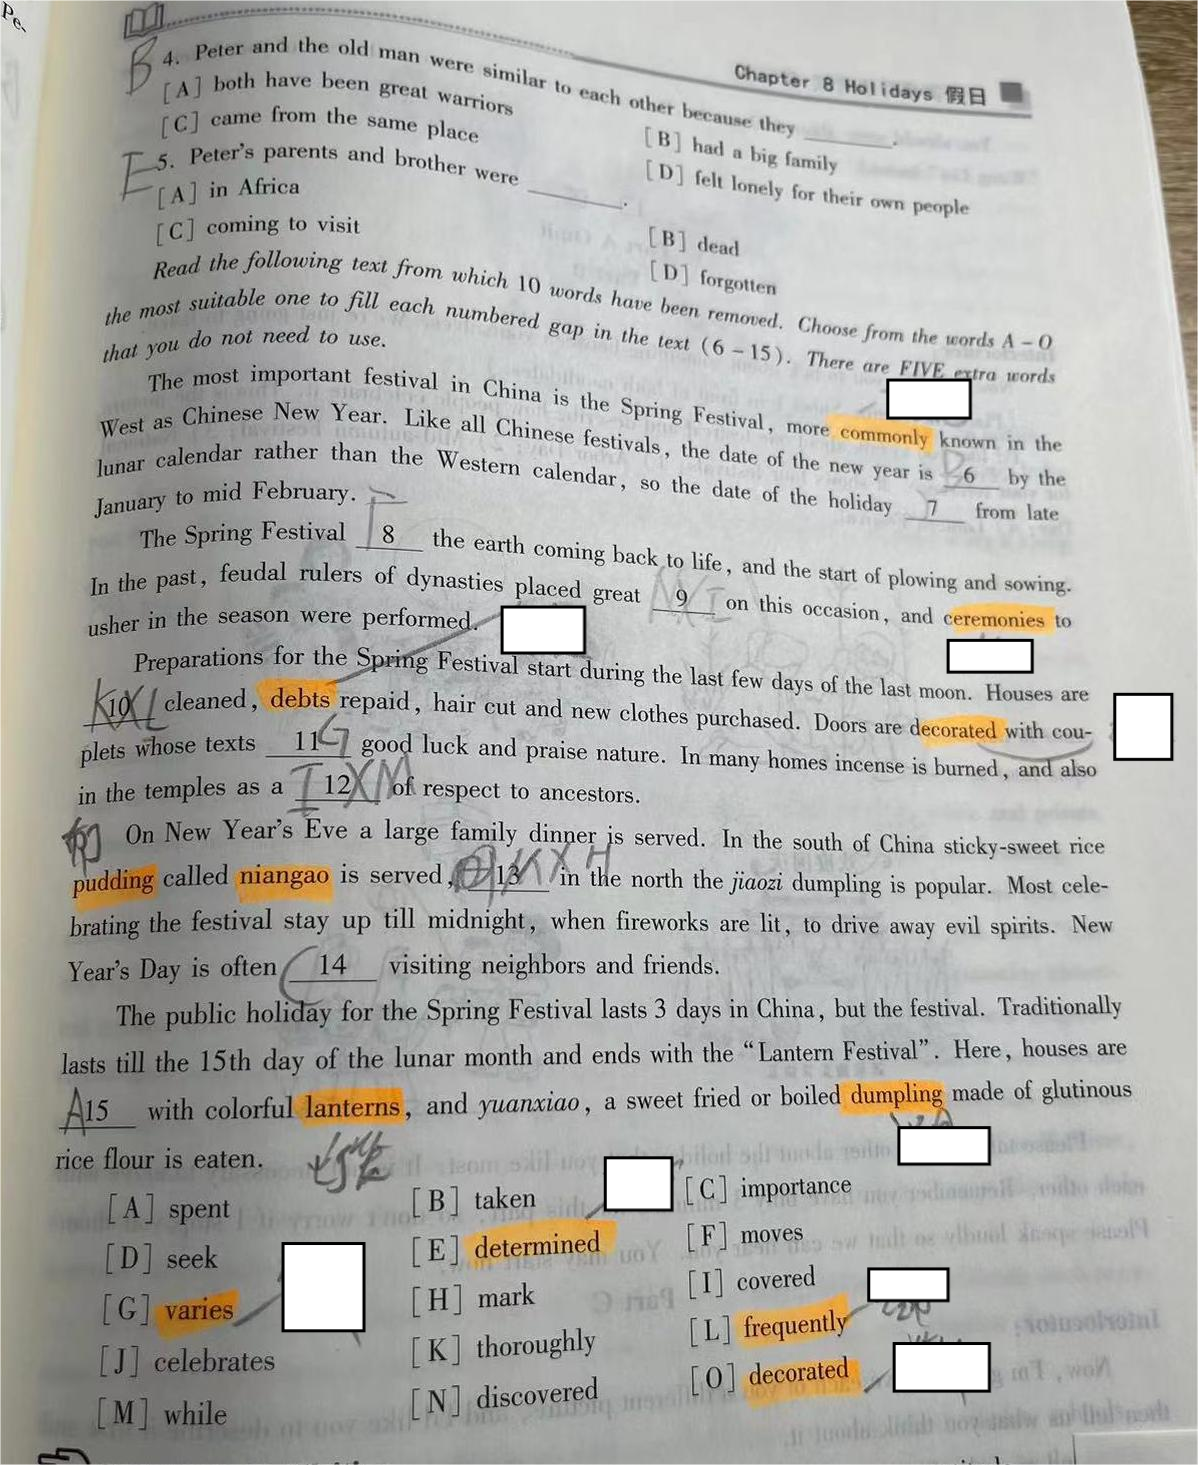 Pe-
Chapter 8 Holidays 假日
B 4. Peter and the old man were similar to each other because they ______.
[A] both have been great warriors
[B] had a big family
[C] came from the same place
[D] felt lonely for their own people
E 5. Peter's parents and brother were ______.
[A] in Africa
[B] dead
[C] coming to visit
[D] forgotten
Read the following text from which 10 words have been removed. Choose from the words A – O
the most suitable one to fill each numbered gap in the text (6 – 15). There are FIVE extra words
that you do not need to use.
The most important festival in China is the Spring Festival, more commonly known in the
West as Chinese New Year. Like all Chinese festivals, the date of the new year is 6 by the
lunar calendar rather than the Western calendar, so the date of the holiday 7 from late
January to mid February.
The Spring Festival 8 the earth coming back to life, and the start of plowing and sowing.
In the past, feudal rulers of dynasties placed great 9 on this occasion, and ceremonies to
usher in the season were performed.
Preparations for the Spring Festival start during the last few days of the last moon. Houses are
K 10 X L cleaned, debts repaid, hair cut and new clothes purchased. Doors are decorated with cou-
plets whose texts 11 G good luck and praise nature. In many homes incense is burned, and also
in the temples as a I 12 X M of respect to ancestors.
On New Year's Eve a large family dinner is served. In the south of China sticky-sweet rice
pudding called niangao is served, 13 K X H in the north the jiaozi dumpling is popular. Most cele-
brating the festival stay up till midnight, when fireworks are lit, to drive away evil spirits. New
Year's Day is often 14 visiting neighbors and friends.
The public holiday for the Spring Festival lasts 3 days in China, but the festival. Traditionally
lasts till the 15th day of the lunar month and ends with the “Lantern Festival”. Here, houses are
A 15 with colorful lanterns, and yuanxiao, a sweet fried or boiled dumpling made of glutinous
rice flour is eaten.
[A] spent [B] taken [C] importance
[D] seek [E] determined [F] moves
[G] varies [H] mark [I] covered
[J] celebrates [K] thoroughly [L] frequently
[M] while [N] discovered [O] decorated